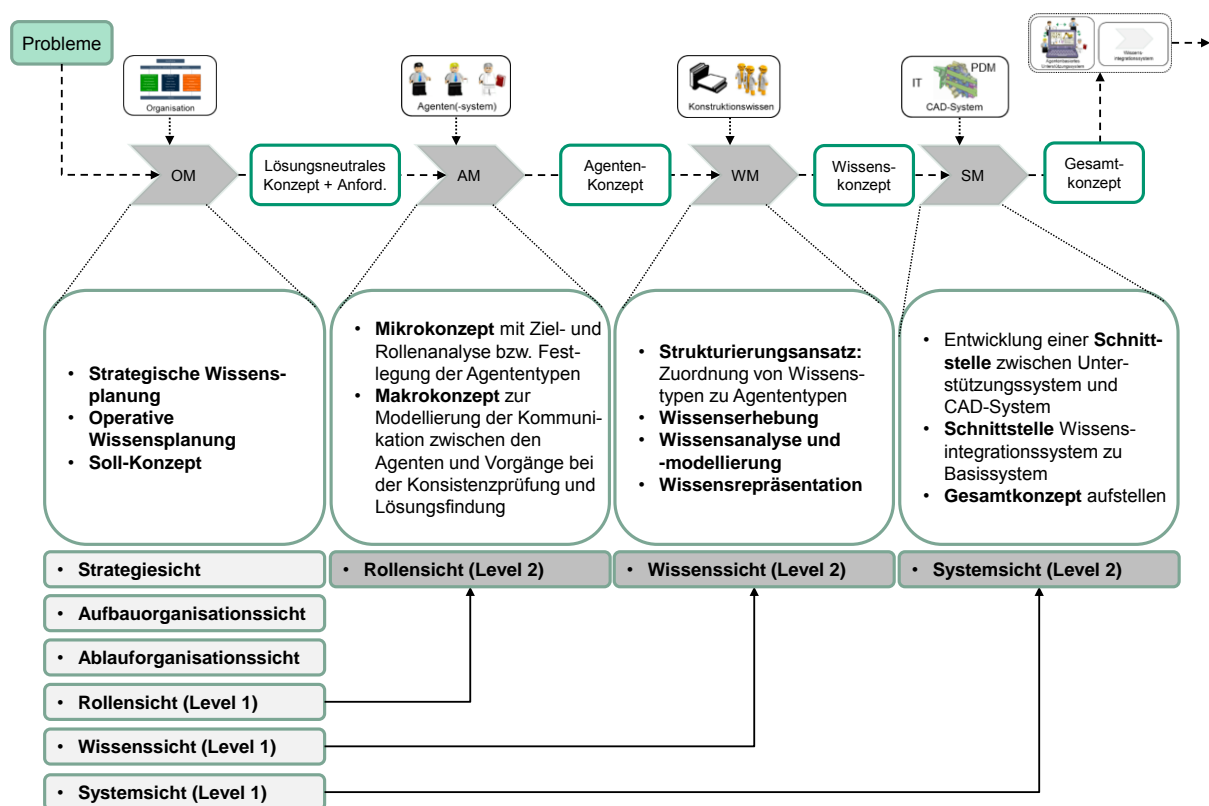 Probleme
Organisation
Agenten(-system)
Konstruktionswissen
IT
PDM
CAD-System
Agentenbasiertes
Unterstützungssystem
Wissens
integrationssystem
OM
Lösungsneutrales
Konzept + Anford.
AM
Agenten-
Konzept
WM
Wissens-
konzept
SM
Gesamt-
konzept
• Strategische Wissens-
planung
• Operative
Wissensplanung
• Soll-Konzept
• Mikrokonzept mit Ziel- und
Rollenanalyse bzw. Fest-
legung der Agententypen
• Makrokonzept zur
Modellierung der Kommuni-
kation zwischen den
Agenten und Vorgänge bei
der Konsistenzprüfung und
Lösungsfindung
• Strukturierungsansatz:
Zuordnung von Wissens-
typen zu Agententypen
• Wissenserhebung
• Wissensanalyse und
-modellierung
• Wissensrepräsentation
• Entwicklung einer Schnitt-
stelle zwischen Unter-
stützungssystem und
CAD-System
• Schnittstelle Wissens-
integrationssystem zu
Basissystem
• Gesamtkonzept aufstellen
• Strategiesicht
• Rollensicht (Level 2)
• Wissenssicht (Level 2)
• Systemsicht (Level 2)
• Aufbauorganisationssicht
• Ablauforganisationssicht
• Rollensicht (Level 1)
• Wissenssicht (Level 1)
• Systemsicht (Level 1)